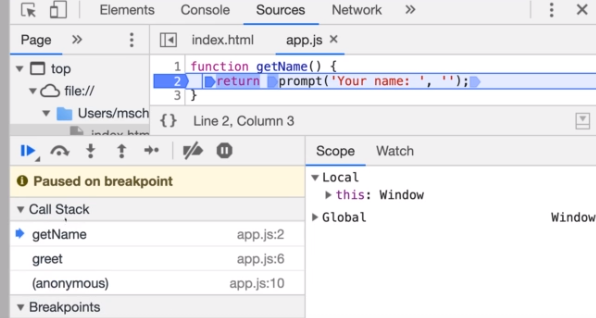 Elements Console Sources Network »
Page » index.html app.js ×
top
file://
Users/msch
index.htm
1 function getName() {
2 return prompt('Your name: ', '');
3 }
{} Line 2, Column 3
Paused on breakpoint
Call Stack
getName app.js:2
greet app.js:6
(anonymous) app.js:10
Breakpoints
Scope Watch
Local
this: Window
Global Window